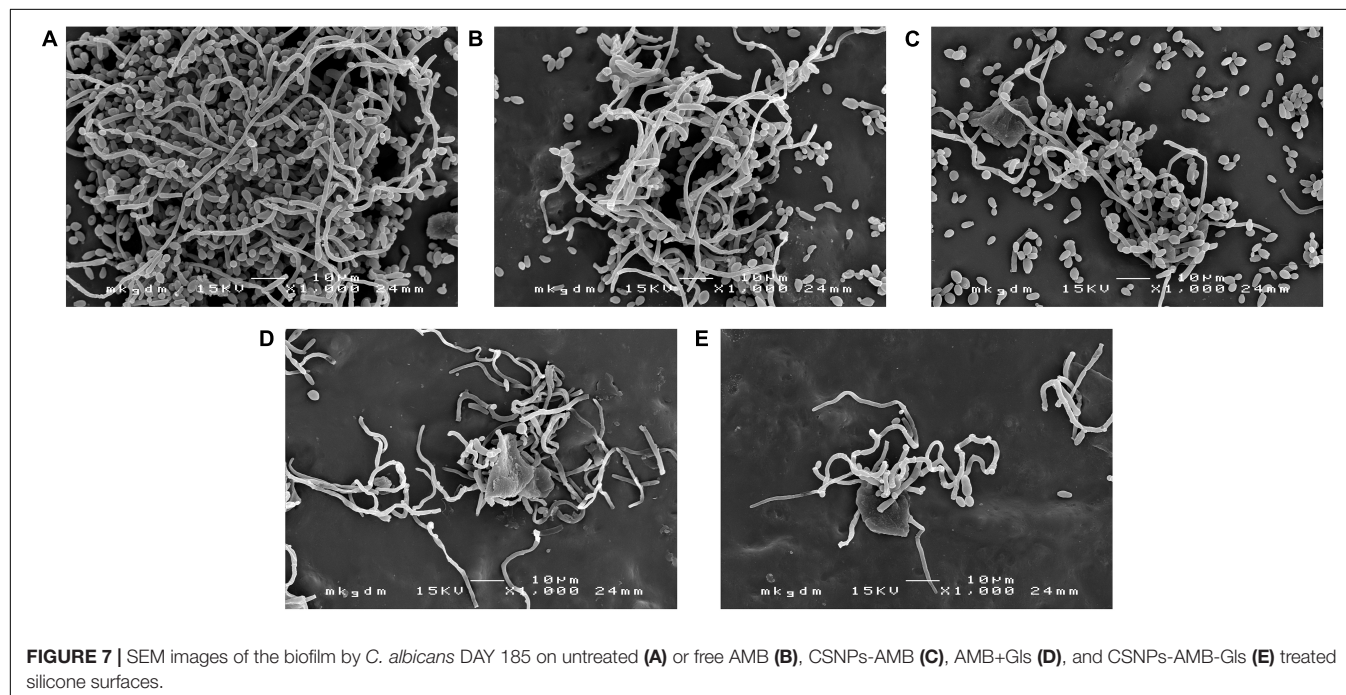 A
B
C
10µm
mkgdm 15KV X1,000 24mm
10µm
mkgdm 15KV X1,000 24mm
10µm
mkgdm 15KV X1,000 24mm
D
E
10µm
mkgdm 15KV X1,000 24mm
10µm
mkgdm 15KV X1,000 24mm
FIGURE 7 | SEM images of the biofilm by C. albicans DAY 185 on untreated (A) or free AMB (B), CSNPs-AMB (C), AMB+Gls (D), and CSNPs-AMB-Gls (E) treated
silicone surfaces.